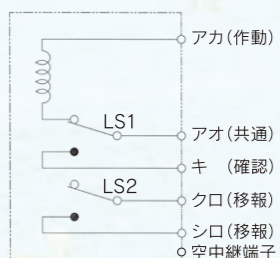 アカ(作動)
LS1
アオ(共通)
キ (確認)
LS2
クロ(移報)
シロ(移報)
空中継端子